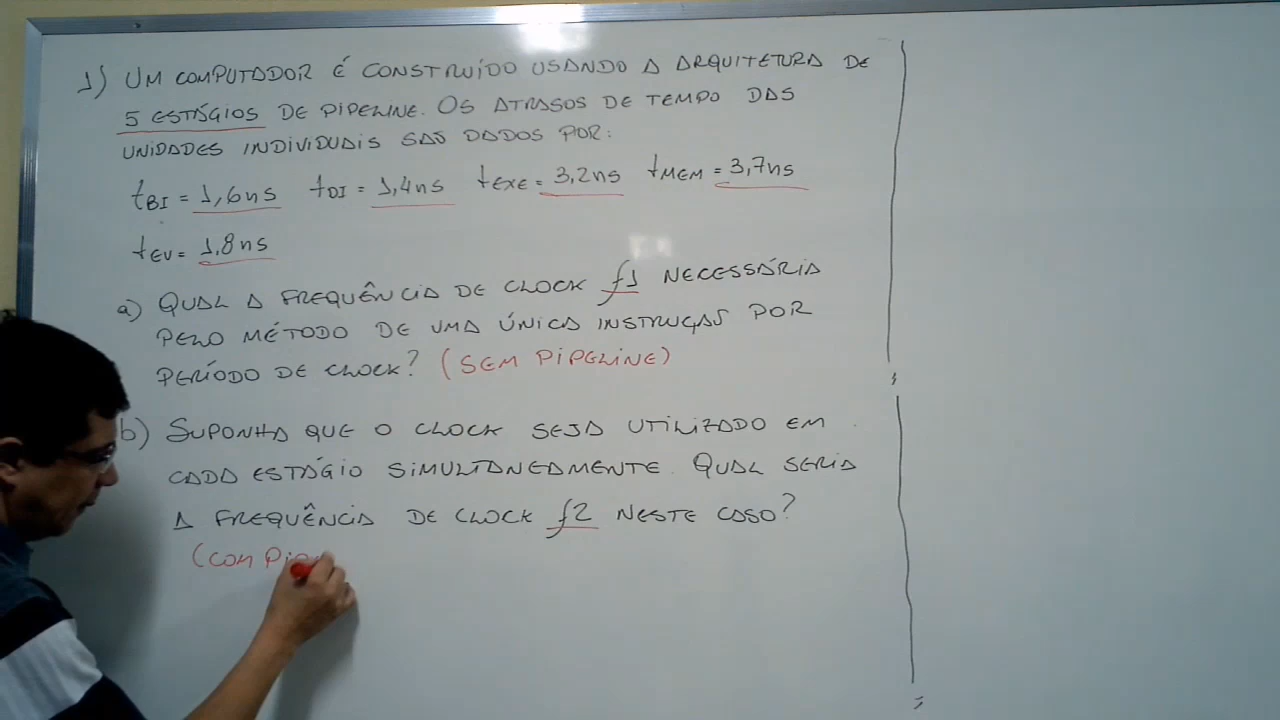 1) UM COMPUTADOR É CONSTRUÍDO USANDO A ARQUITETURA DE
5 ESTÁGIOS DE PIPELINE. OS ATRASOS DE TEMPO DAS
UNIDADES INDIVIDUAIS SÃO DADOS POR:
tBI = 1,6ns tDI = 1,4ns tEXE = 3,2ns tMEM = 3,7ns
tEV = 1,8ns
a) QUAL A FREQUÊNCIA DE CLOCK f1 NECESSÁRIA
PELO MÉTODO DE UMA ÚNICA INSTRUÇÃO POR
PERÍODO DE CLOCK? (SEM PIPELINE)
b) SUPONHA QUE O CLOCK SEJA UTILIZADO EM
CADA ESTÁGIO SIMULTANEAMENTE. QUAL SERIA
A FREQUÊNCIA DE CLOCK f2 NESTE CASO?
(COM PIP